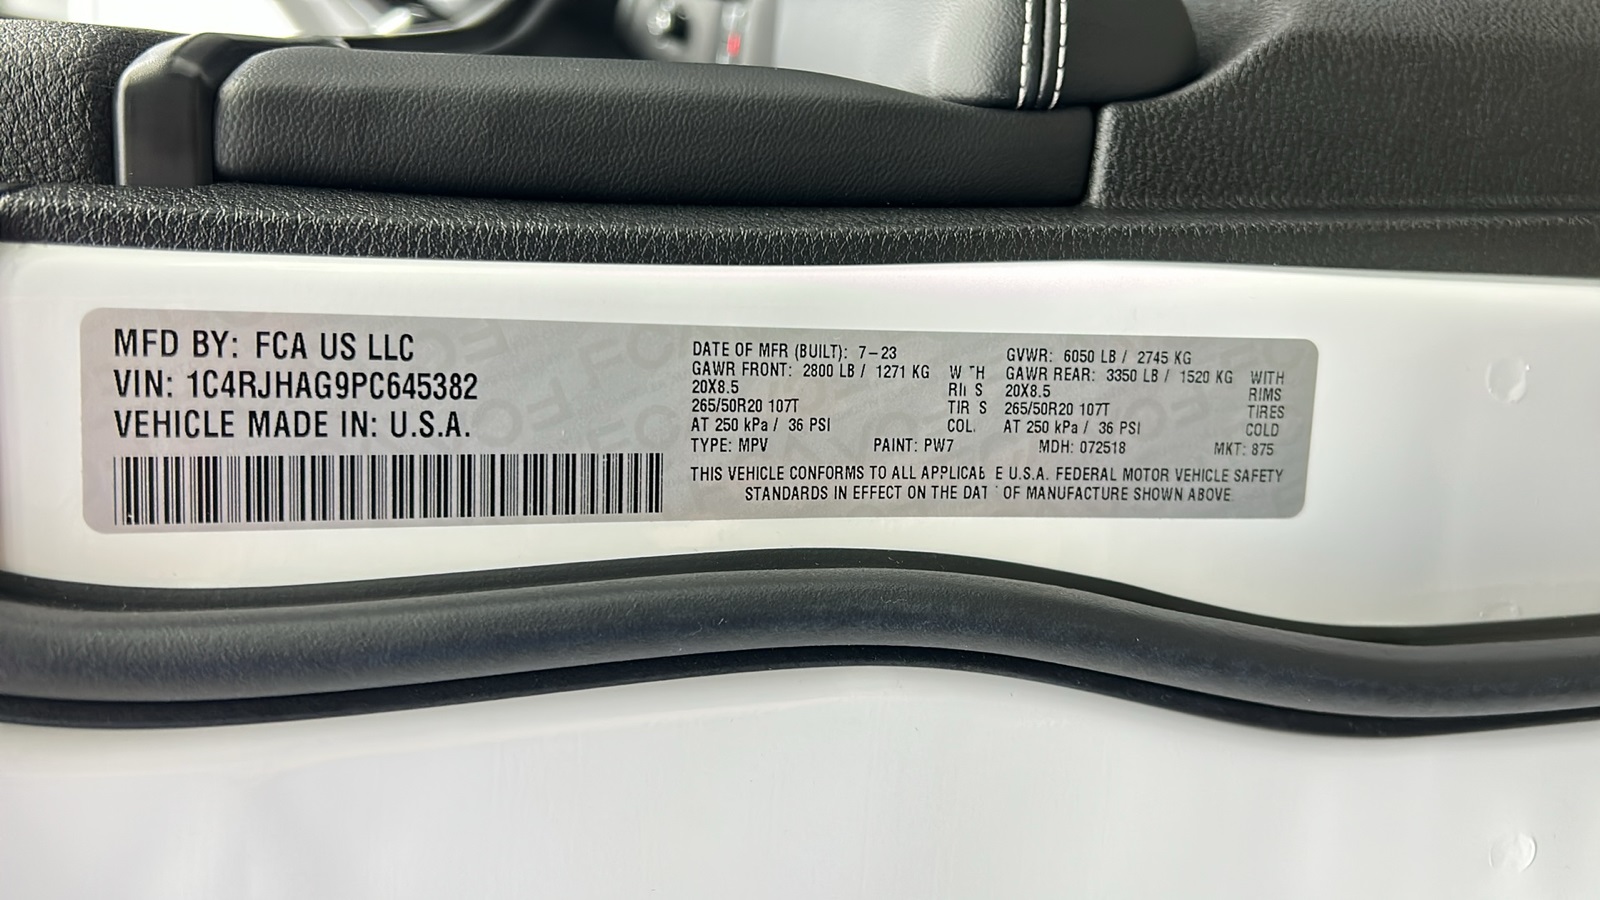 MFD BY: FCA US LLC
VIN: 1C4RJHAG9PC645382
VEHICLE MADE IN: U.S.A.
DATE OF MFR (BUILT): 7-23 GVWR: 6050 LB / 2745 KG
GAWR FRONT: 2800 LB / 1271 KG W TH GAWR REAR: 3350 LB / 1520 KG WITH
20X8.5 RI S 20X8.5 RIMS
265/50R20 107T TIR S 265/50R20 107T TIRES
AT 250 kPa / 36 PSI COL AT 250 kPa / 36 PSI COLD
TYPE: MPV PAINT: PW7 MDH: 072518 MKT: 875
THIS VEHICLE CONFORMS TO ALL APPLICAB E U.S.A. FEDERAL MOTOR VEHICLE SAFETY
STANDARDS IN EFFECT ON THE DAT OF MANUFACTURE SHOWN ABOVE.